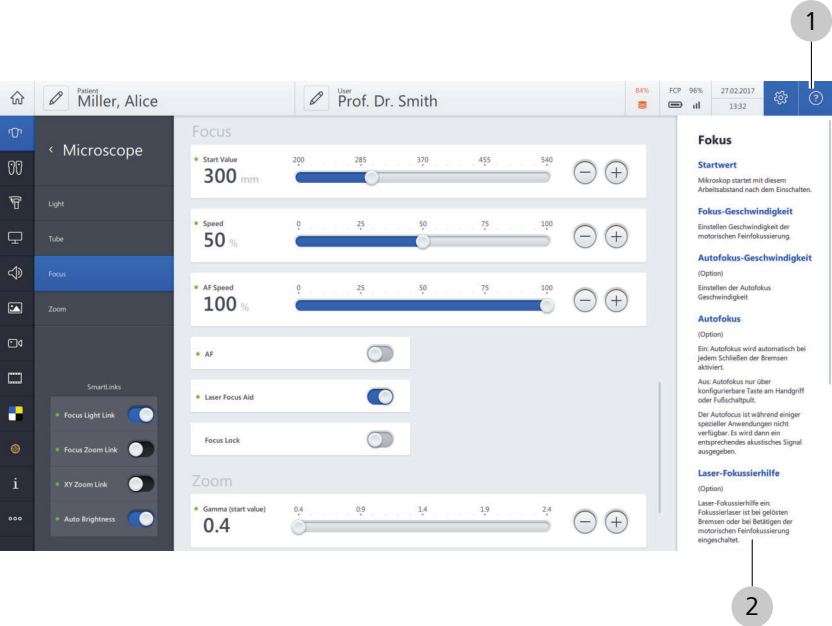 1
Patient
Miller, Alice
User
Prof. Dr. Smith
84%
FCP 96%
27.02.2017
13:32
?
Microscope
Light
Tube
Focus
Zoom
SmartLinks
Focus Light Link
Focus Zoom Link
XY Zoom Link
Auto Brightness
i
Focus
Start Value
300 mm
200 285 370 455 540
Speed
50 %
0 25 50 75 100
AF Speed
100 %
0 25 50 75 100
AF
Laser Focus Aid
Focus Lock
Zoom
Gamma (start value)
0.4
0.4 0.9 1.4 1.9 2.4
Fokus
Startwert
Mikroskop startet mit diesem
Arbeitsabstand nach dem Einschalten.
Fokus-Geschwindigkeit
Einstellen Geschwindigkeit der
motorischen Feinfokussierung.
Autofokus-Geschwindigkeit
(Option)
Einstellen der Autofokus
Geschwindigkeit
Autofokus
(Option)
Ein: Autofokus wird automatisch bei
jedem Schließen der Bremsen
aktiviert.
Aus: Autofokus nur über
konfigurierbare Taste am Handgriff
oder Fußschaltpult.
Der Autofocus ist während einiger
spezieller Anwendungen nicht
verfügbar. Es wird dann ein
entsprechendes akustisches Signal
ausgegeben.
Laser-Fokussierhilfe
(Option)
Laser-Fokussierhilfe ein:
Fokussierlaser ist bei gelösten
Bremsen oder bei Betätigen der
motorischen Feinfokussierung
eingeschaltet.
2